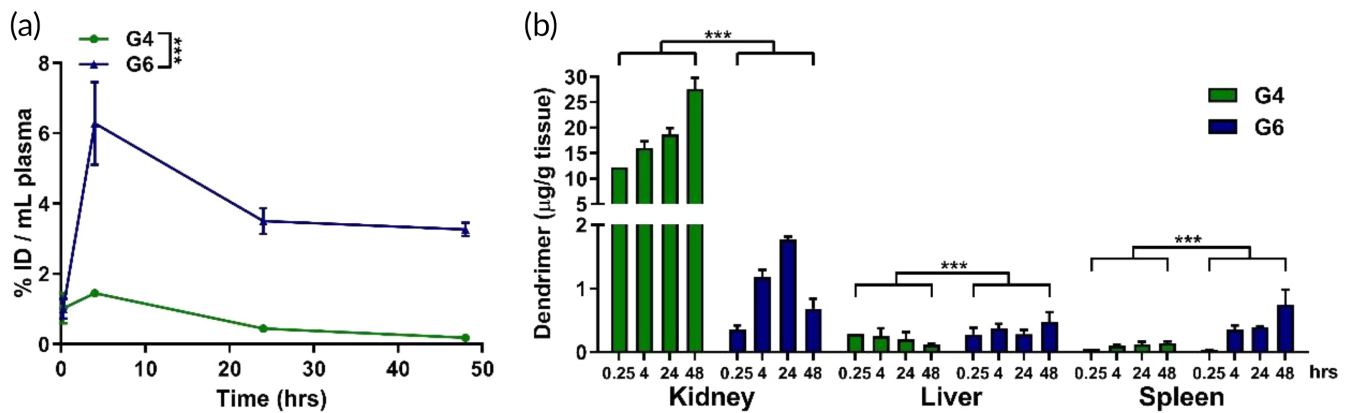 (a)
G4
G6
***
% ID / mL plasma
8
6
4
2
0
0 10 20 30 40 50
Time (hrs)
(b)
***
G4
G6
Dendrimer (µg/g tissue)
30
25
20
15
10
5
2
1
0
***
***
0.25 4 24 48 0.25 4 24 48 0.25 4 24 48 0.25 4 24 48 0.25 4 24 48 0.25 4 24 48 hrs
Kidney Liver Spleen